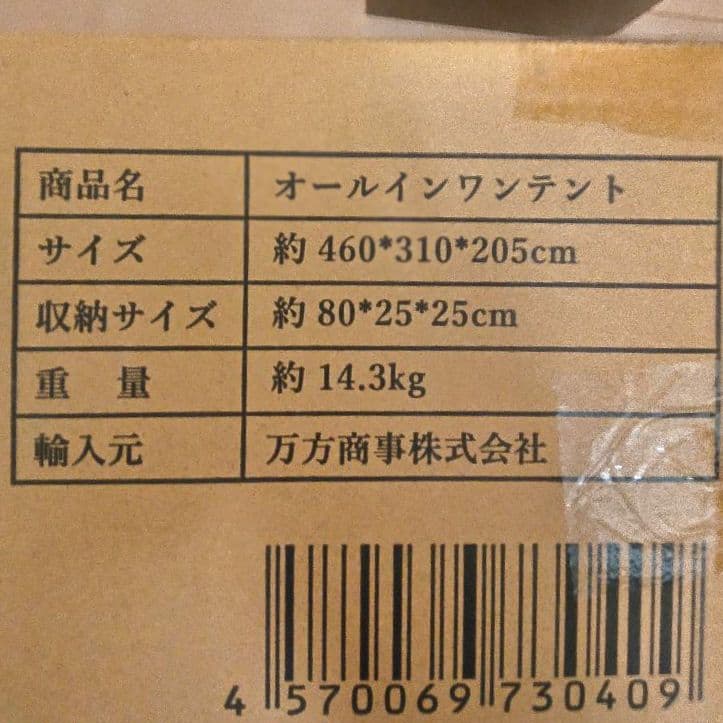 商品名 オールインワンテント
サイズ 約 460*310*205cm
収納サイズ 約 80*25*25cm
重 量 約 14.3kg
輸入元 万方商事株式会社
4 570069 730409